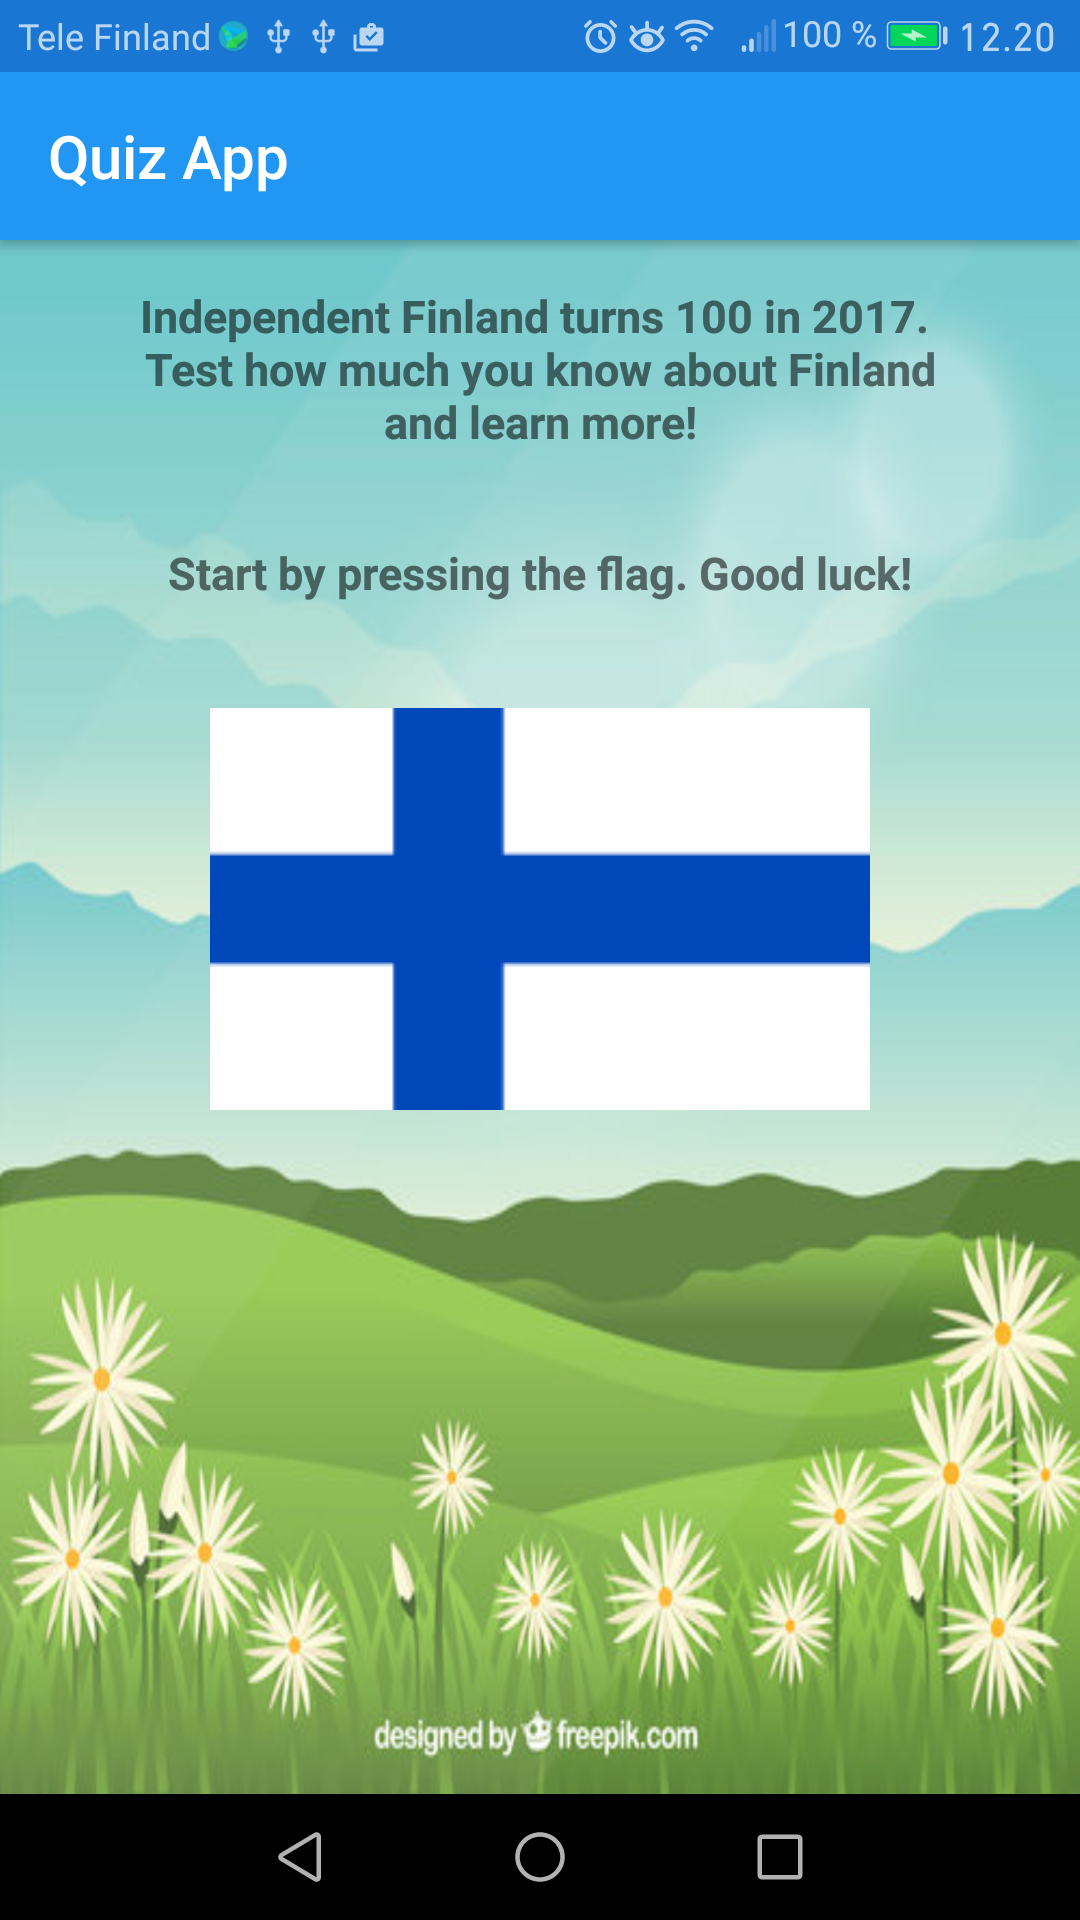 Tele Finland 100 % 12.20
Quiz App
Independent Finland turns 100 in 2017.
Test how much you know about Finland
and learn more!
Start by pressing the flag. Good luck!
designed by freepik.com